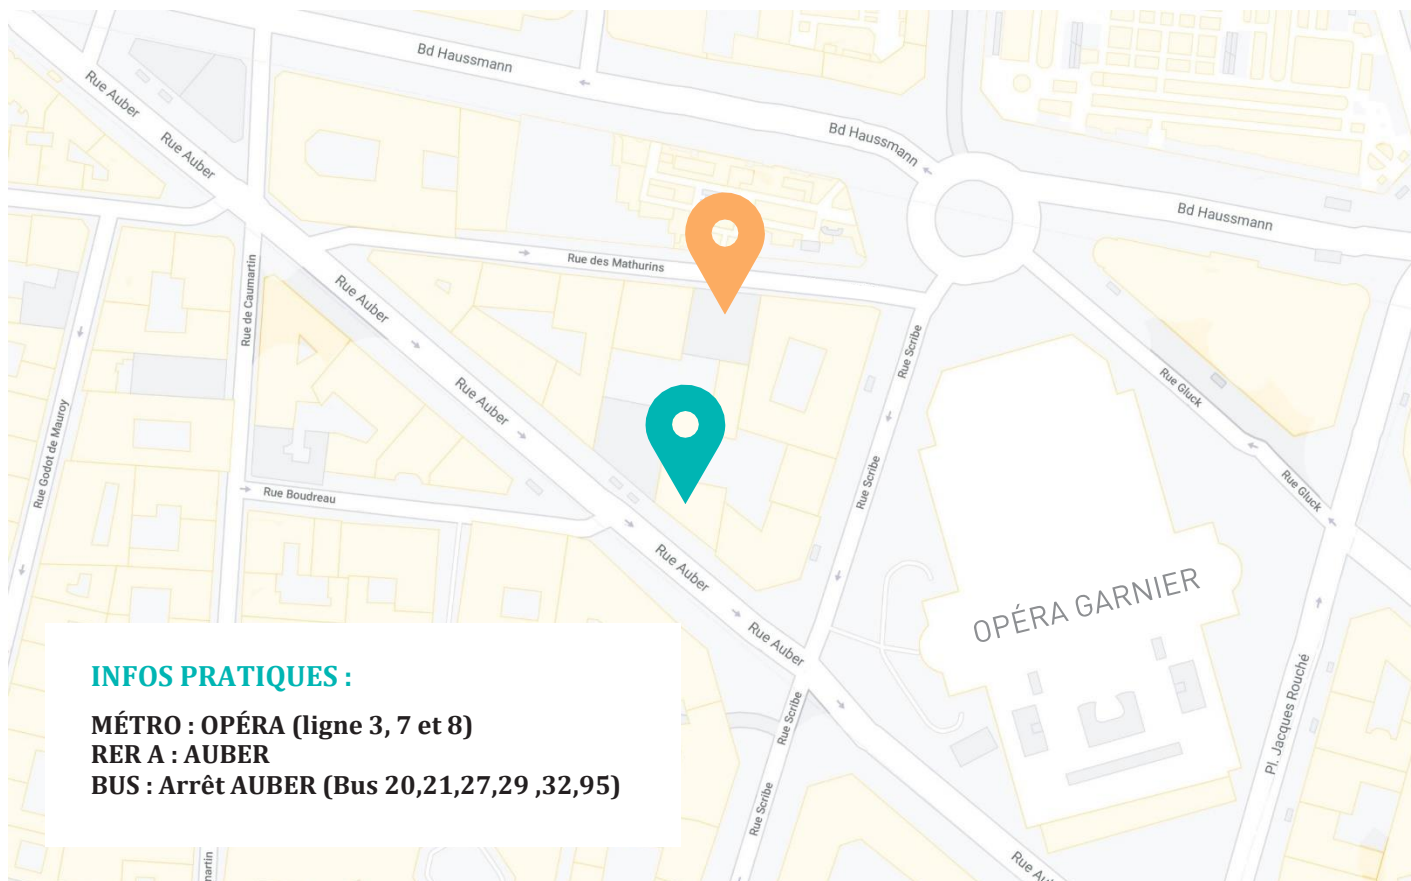 Bd Haussmann
Rue Auber
Rue Auber
Bd Haussmann
Bd Haussmann
Rue des Mathurins
Rue de Caumartin
Rue Auber
Rue Scribe
Rue Gluck
Rue Auber
Rue Godot de Mauroy
Rue Scribe
Rue Gluck
Rue Boudreau
Rue Auber
OPÉRA GARNIER
Rue Auber
Pl. Jacques Rouché
Rue Scribe
Rue Scribe
INFOS PRATIQUES :
MÉTRO : OPÉRA (ligne 3, 7 et 8)
RER A : AUBER
BUS : Arrêt AUBER (Bus 20,21,27,29 ,32,95)
martin
Rue Au